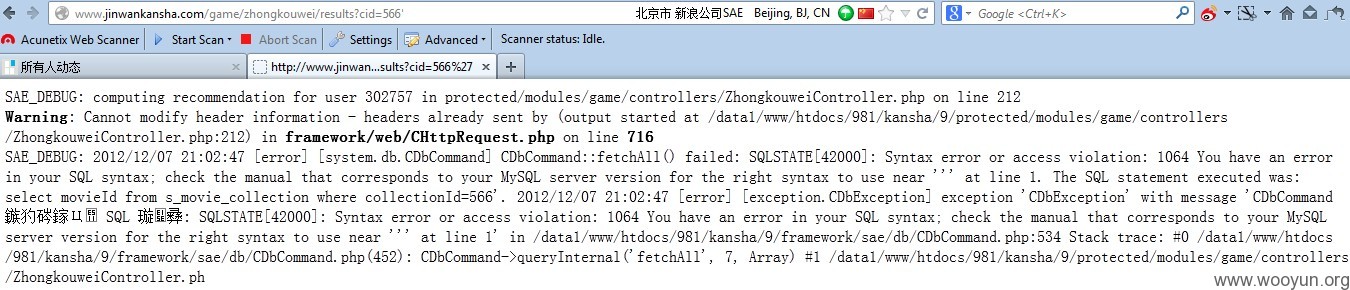 www.jinwankansha.com/game/zhongkouwei/results?cid=566' 北京市 新浪公司SAE Beijing, BJ, CN Google <Ctrl+K>
Acunetix Web Scanner Start Scan Abort Scan Settings Advanced Scanner status: Idle.
所有人动态 http://www.jinwan...sults?cid=566%27
SAE_DEBUG: computing recommendation for user 302757 in protected/modules/game/controllers/ZhongkouweiController.php on line 212
Warning: Cannot modify header information - headers already sent by (output started at /data1/www/htdocs/981/kansha/9/protected/modules/game/controllers
/ZhongkouweiController.php:212) in framework/web/CHttpRequest.php on line 716
SAE_DEBUG: 2012/12/07 21:02:47 [error] [system.db.CDbCommand] CDbCommand::fetchAll() failed: SQLSTATE[42000]: Syntax error or access violation: 1064 You have an error
in your SQL syntax; check the manual that corresponds to your MySQL server version for the right syntax to use near ''' at line 1. The SQL statement executed was:
select movieId from s_movie_collection where collectionId=566'. 2012/12/07 21:02:47 [error] [exception.CDbException] exception 'CDbException' with message 'CDbCommand
SQL : SQLSTATE[42000]: Syntax error or access violation: 1064 You have an error in your SQL syntax; check the manual that corresponds to your MySQL
server version for the right syntax to use near ''' at line 1' in /data1/www/htdocs/981/kansha/9/framework/sae/db/CDbCommand.php:534 Stack trace: #0 /data1/www/htdocs
/981/kansha/9/framework/sae/db/CDbCommand.php(452): CDbCommand->queryInternal('fetchAll', 7, Array) #1 /data1/www/htdocs/981/kansha/9/protected/modules/game/controllers
/ZhongkouweiController.ph
www.wooyun.org